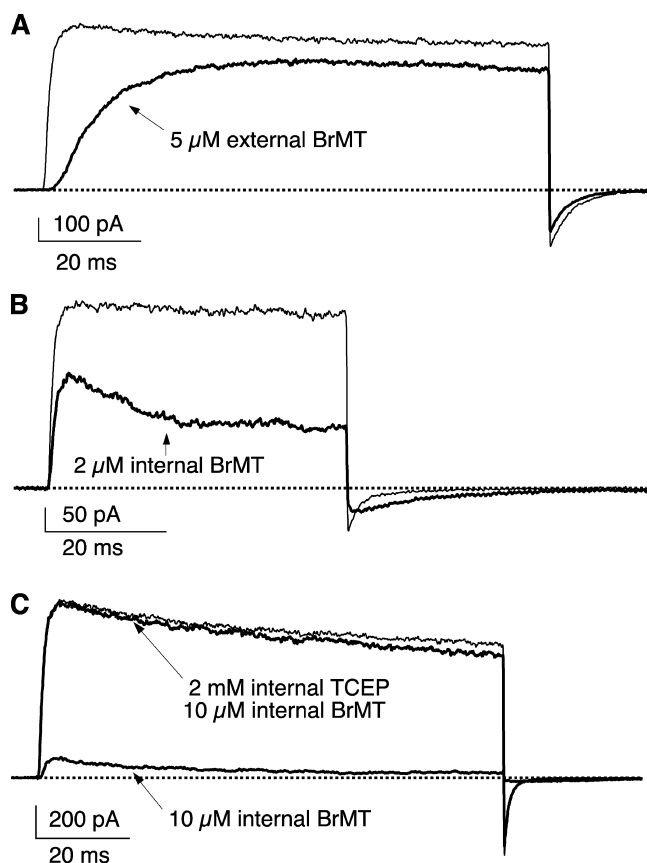 A
5 µM external BrMT
100 pA
20 ms
B
2 µM internal BrMT
50 pA
20 ms
C
2 mM internal TCEP
10 µM internal BrMT
10 µM internal BrMT
200 pA
20 ms